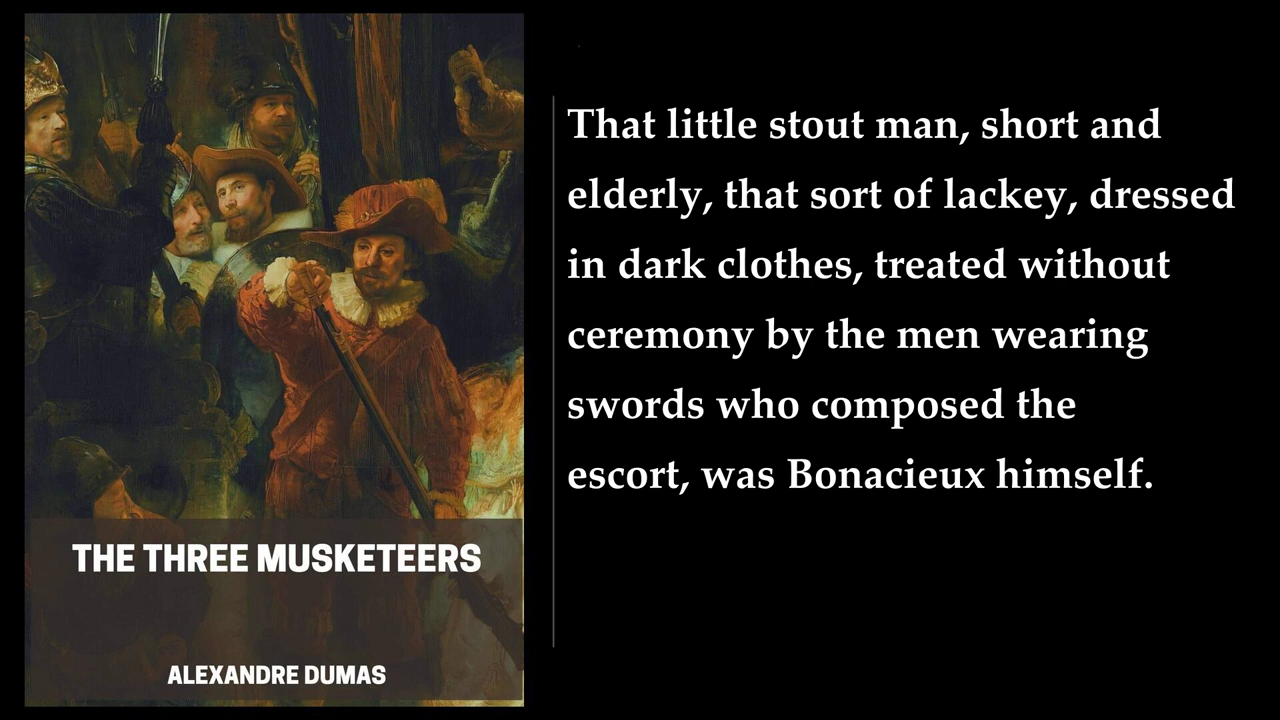 THE THREE MUSKETEERS
ALEXANDRE DUMAS
That little stout man, short and
elderly, that sort of lackey, dressed
in dark clothes, treated without
ceremony by the men wearing
swords who composed the
escort, was Bonacieux himself.